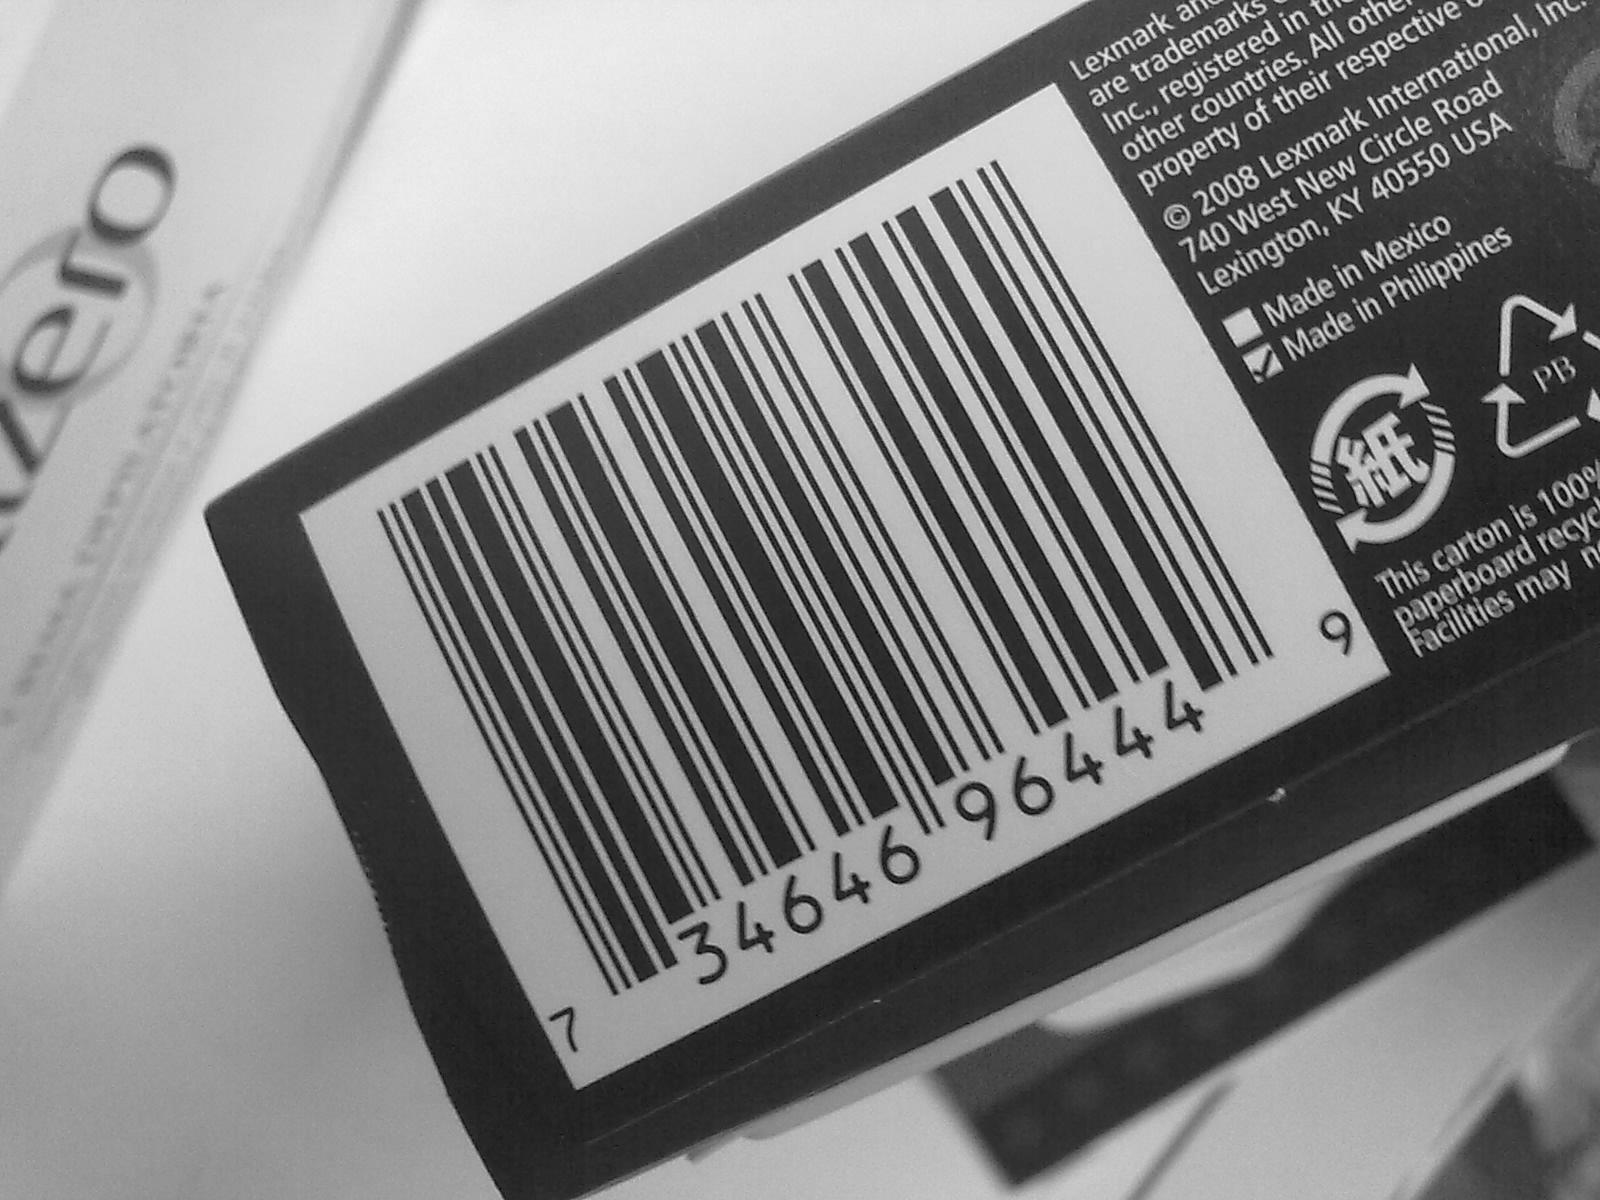 Lexmark and
are trademarks
Inc., registered in the
other countries. All other
property of their respective
© 2008 Lexmark International, Inc.
740 West New Circle Road
Lexington, KY 40550 USA
Made in Mexico
Made in Philippines
紙
PB
This carton is 100%
paperboard
Facilities may
7 34646 96444 9
zero